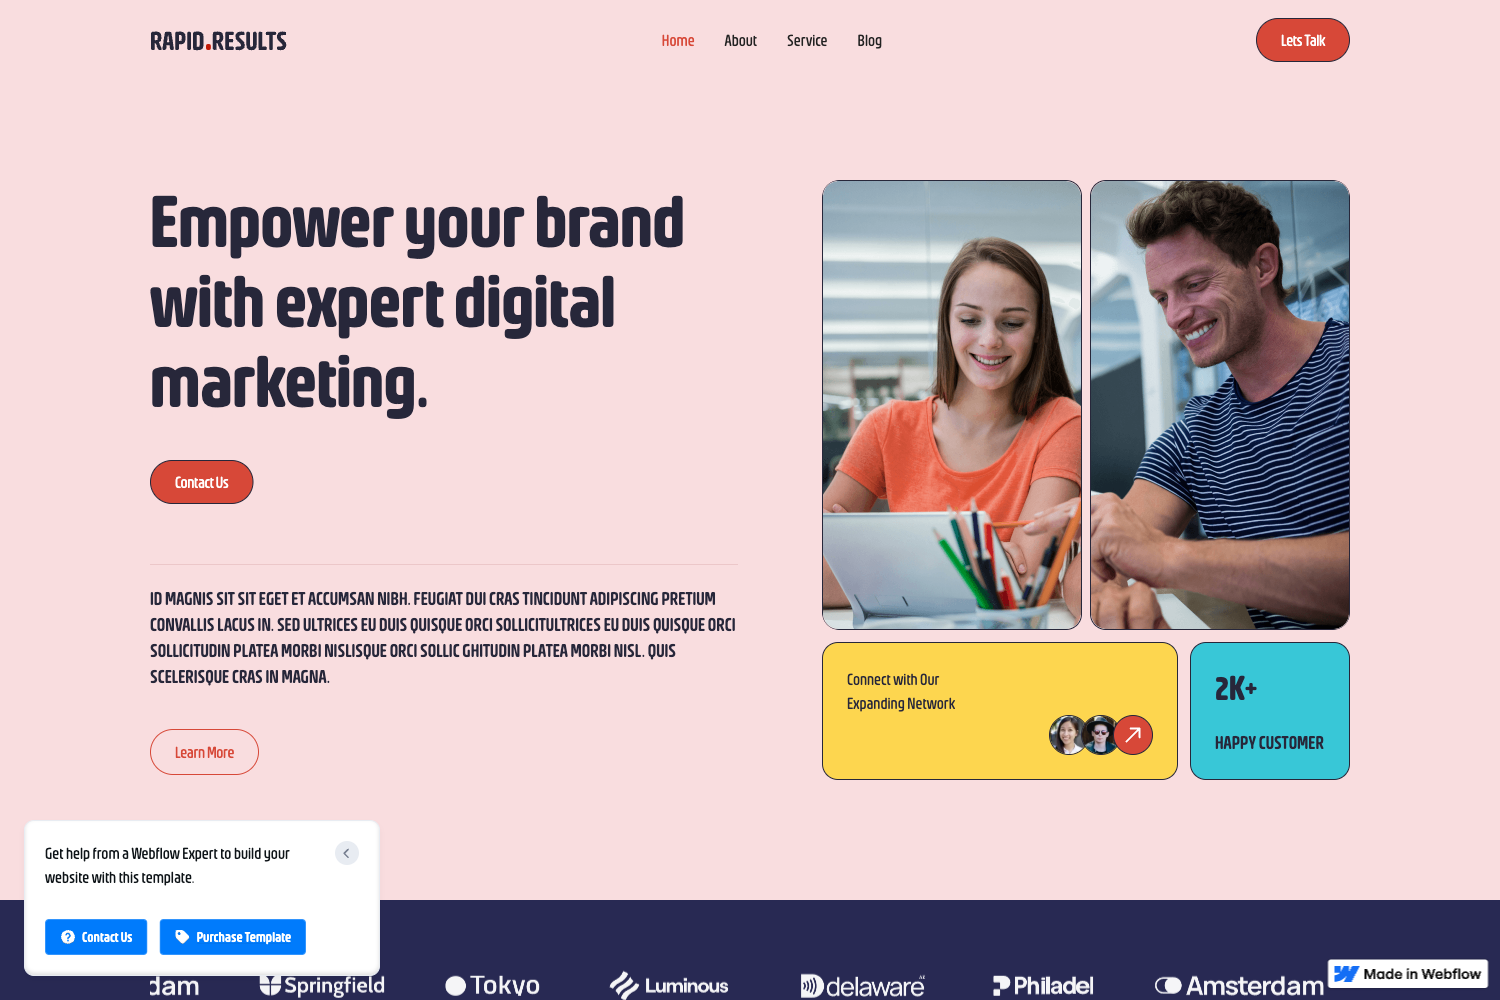 RAPID.RESULTS
Home
About
Service
Blog
Lets Talk
Empower your brand
with expert digital
marketing.
Contact Us
ID MAGNIS SIT SIT EGET ET ACCUMSAN NIBH. FEUGIAT DUI CRAS TINCIDUNT ADIPISCING PRETIUM
CONVALLIS LACUS IN. SED ULTRICES EU DUIS QUISQUE ORCI SOLLICITULTRICES EU DUIS QUISQUE ORCI
SOLLICITUDIN PLATEA MORBI NISLISQUE ORCI SOLLIC GHITUDIN PLATEA MORBI NISL. QUIS
SCELERISQUE CRAS IN MAGNA.
Learn More
Connect with Our
Expanding Network
2K+
HAPPY CUSTOMER
Get help from a Webflow Expert to build your
website with this template.
Contact Us
Purchase Template
dam
Springfield
Tokyo
Luminous
delaware
Philadel
Amsterdam
Made in Webflow